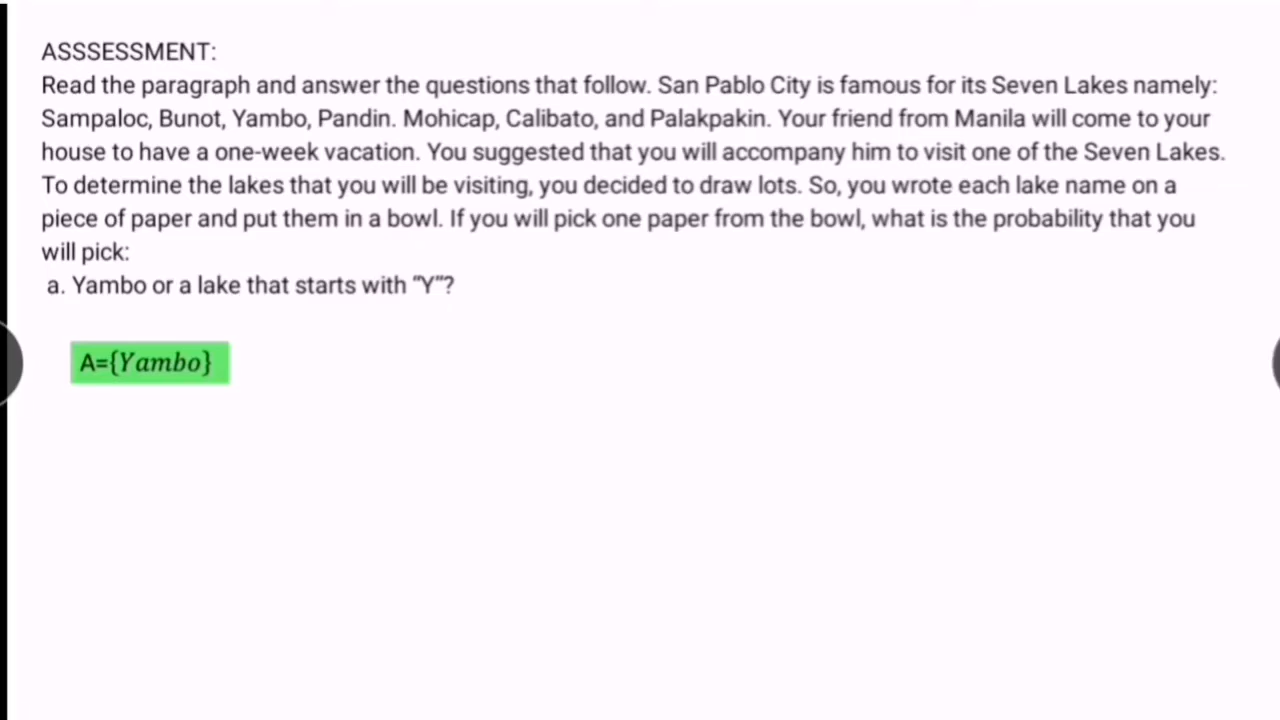 ASSSESSMENT:
Read the paragraph and answer the questions that follow. San Pablo City is famous for its Seven Lakes namely:
Sampaloc, Bunot, Yambo, Pandin. Mohicap, Calibato, and Palakpakin. Your friend from Manila will come to your
house to have a one-week vacation. You suggested that you will accompany him to visit one of the Seven Lakes.
To determine the lakes that you will be visiting, you decided to draw lots. So, you wrote each lake name on a
piece of paper and put them in a bowl. If you will pick one paper from the bowl, what is the probability that you
will pick:
a. Yambo or a lake that starts with "Y"?
A={Yambo}